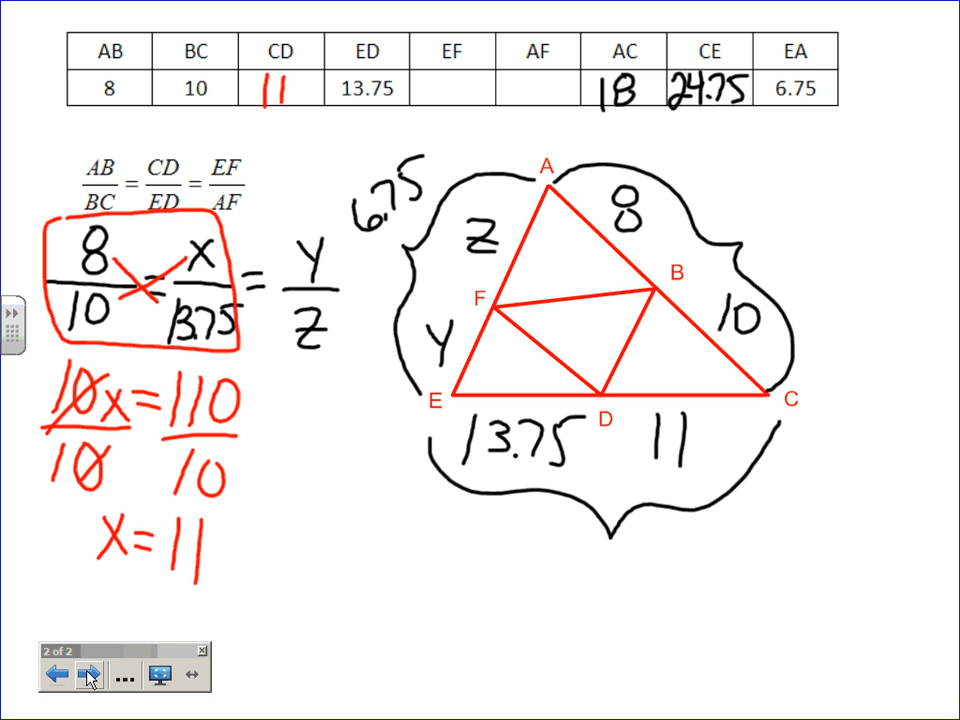 AB BC CD ED EF AF AC CE EA
8 10 11 13.75 18 24.75 6.75
AB/BC = CD/ED = EF/AF
8/10 = x/13.75 = y/z
10x/10 = 110/10
x = 11
6.75
A
8
z
B
F
10
y
E
D
C
13.75 11
2 of 2
...